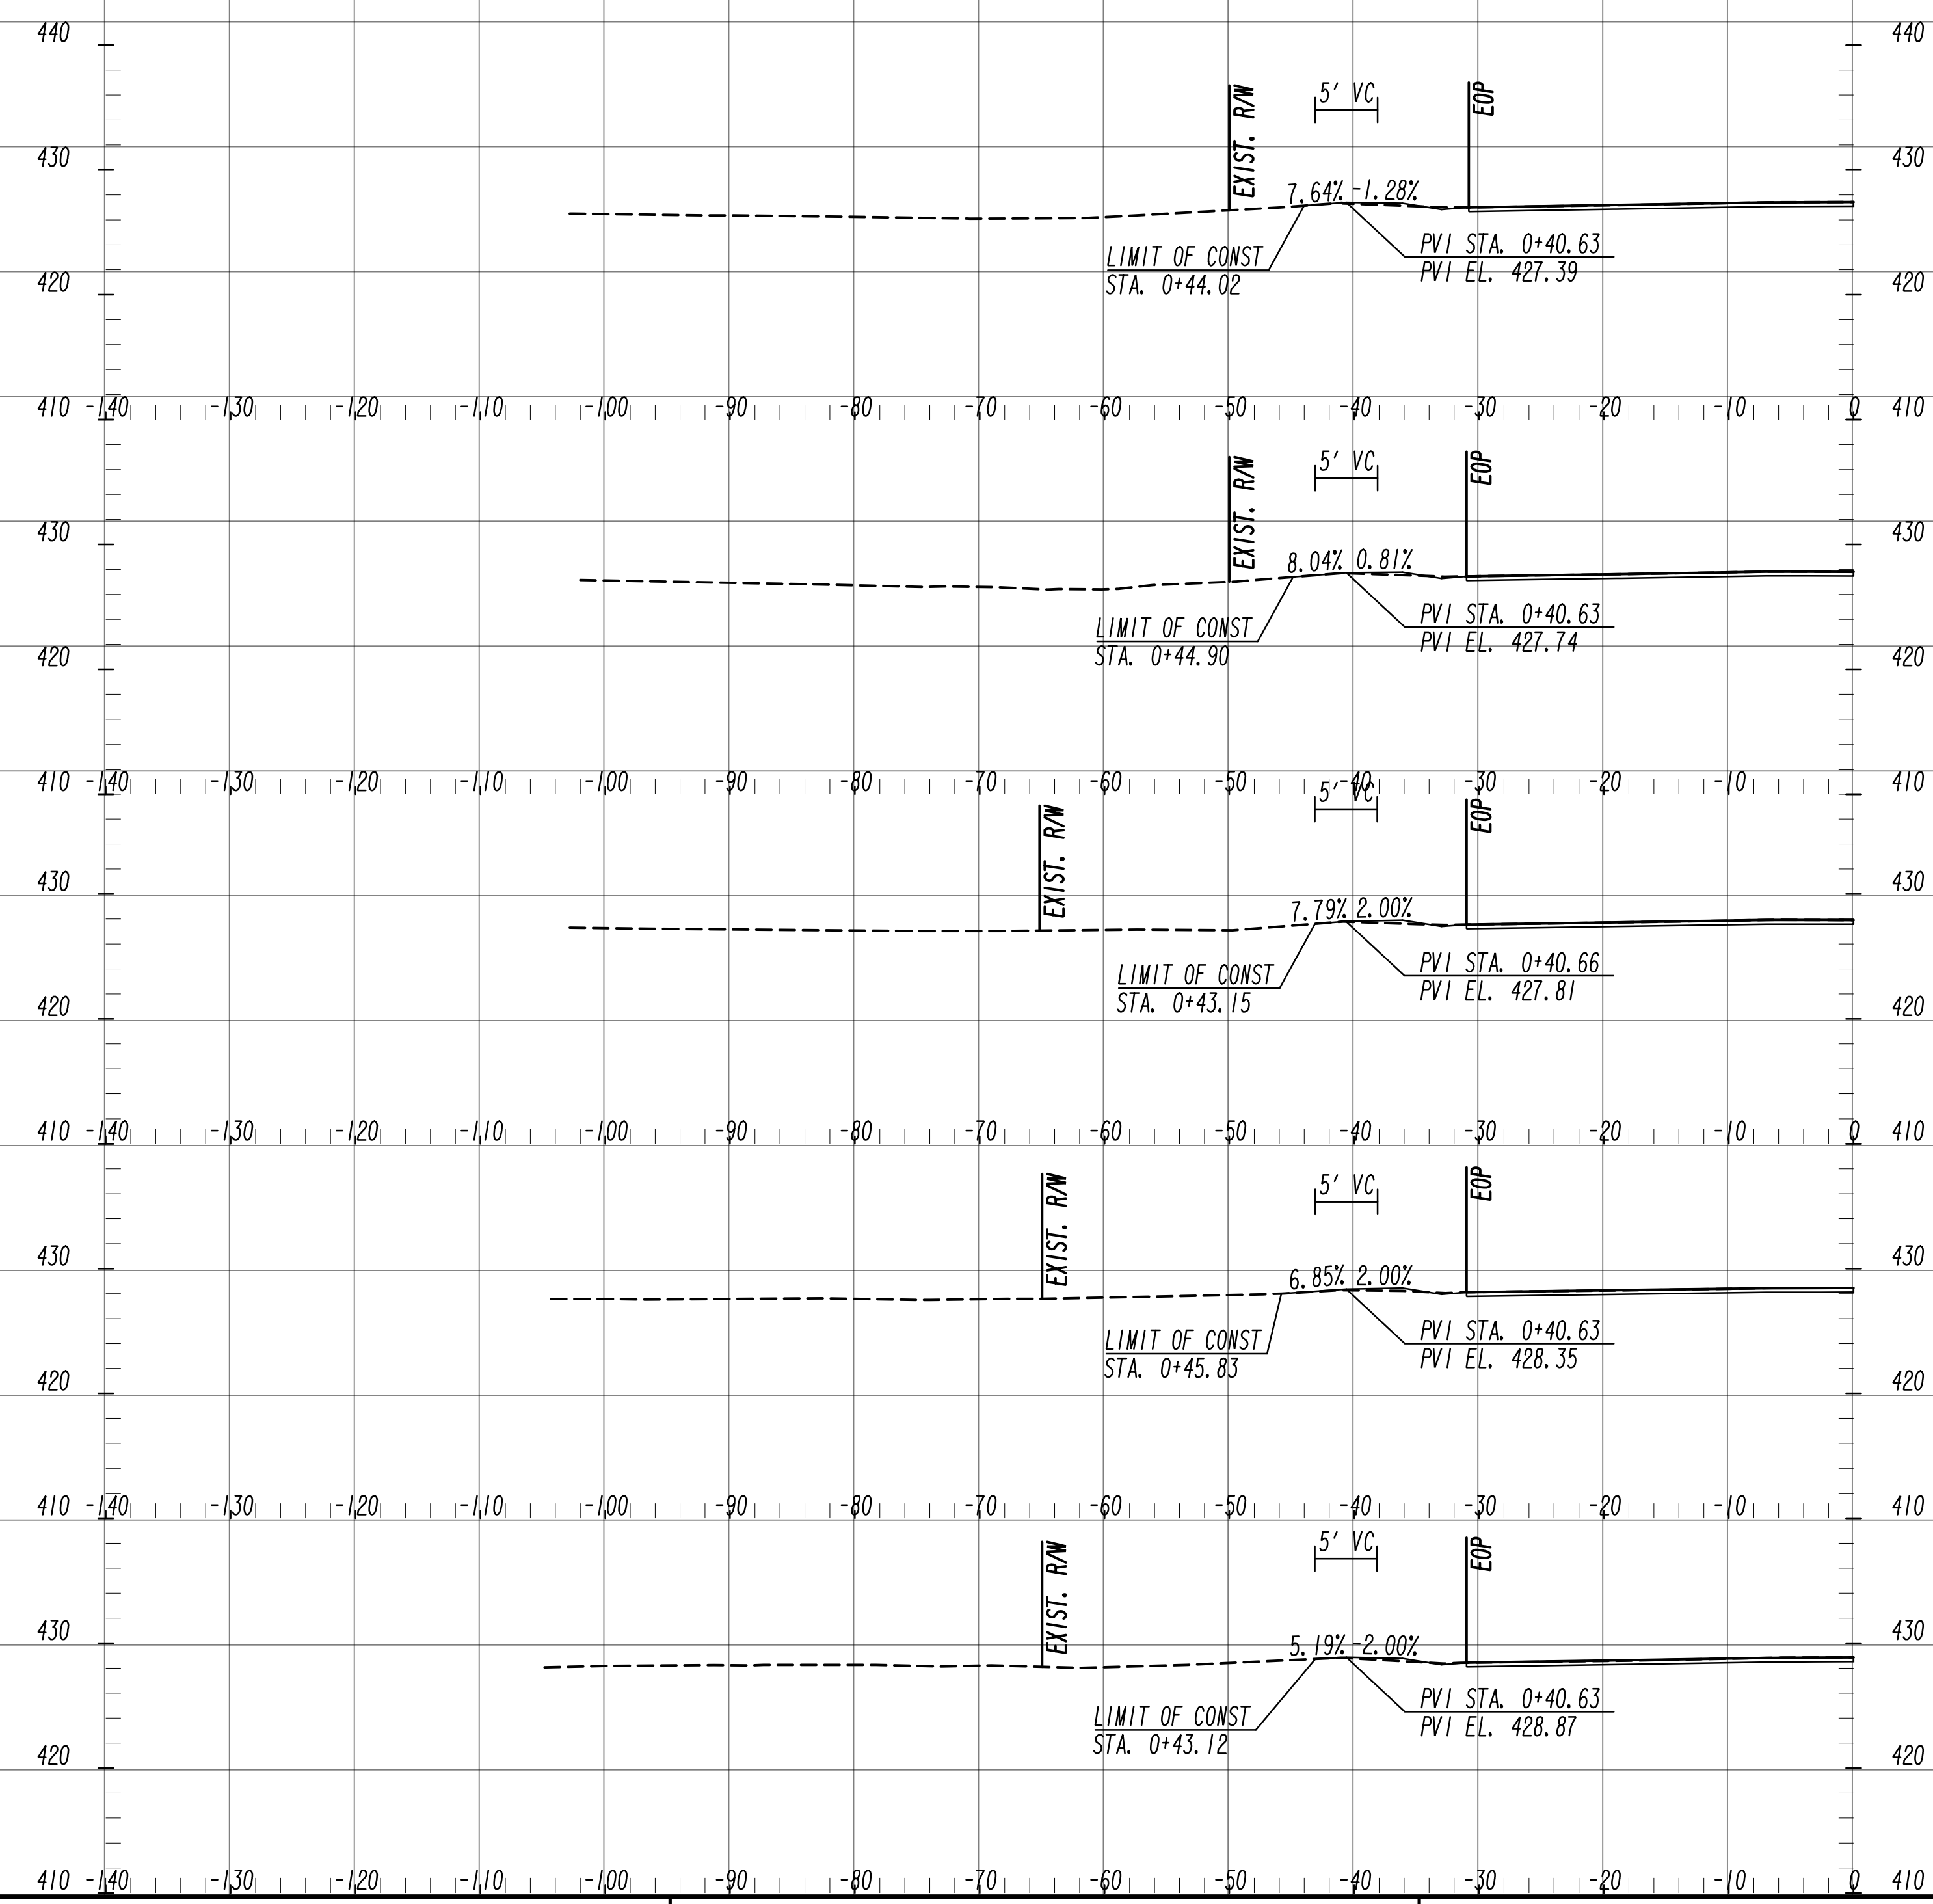 440 440
EXIST. R/W
5' VC
EOP
430 430
7.64% -1.28%
LIMIT OF CONST
STA. 0+44.02
PVI STA. 0+40.63
PVI EL. 427.39
420 420
410 -140 -130 -120 -110 -100 -90 -80 -70 -60 -50 -40 -30 -20 -10 0 410
EXIST. R/W
5' VC
EOP
430 430
8.04% 0.81%
LIMIT OF CONST
STA. 0+44.90
PVI STA. 0+40.63
PVI EL. 427.74
420 420
410 -140 -130 -120 -110 -100 -90 -80 -70 -60 -50 -40 -30 -20 -10 410
EXIST. R/W
5' VC
EOP
430 430
7.79% 2.00%
LIMIT OF CONST
STA. 0+43.15
PVI STA. 0+40.66
PVI EL. 427.81
420 420
410 -140 -130 -120 -110 -100 -90 -80 -70 -60 -50 -40 -30 -20 -10 0 410
EXIST. R/W
5' VC
EOP
430 430
6.85% 2.00%
LIMIT OF CONST
STA. 0+45.83
PVI STA. 0+40.63
PVI EL. 428.35
420 420
410 -140 -130 -120 -110 -100 -90 -80 -70 -60 -50 -40 -30 -20 -10 410
EXIST. R/W
5' VC
EOP
430 430
5.19% -2.00%
LIMIT OF CONST
STA. 0+43.12
PVI STA. 0+40.63
PVI EL. 428.87
420 420
410 -140 -130 -120 -110 -100 -90 -80 -70 -60 -50 -40 -30 -20 -10 0 410